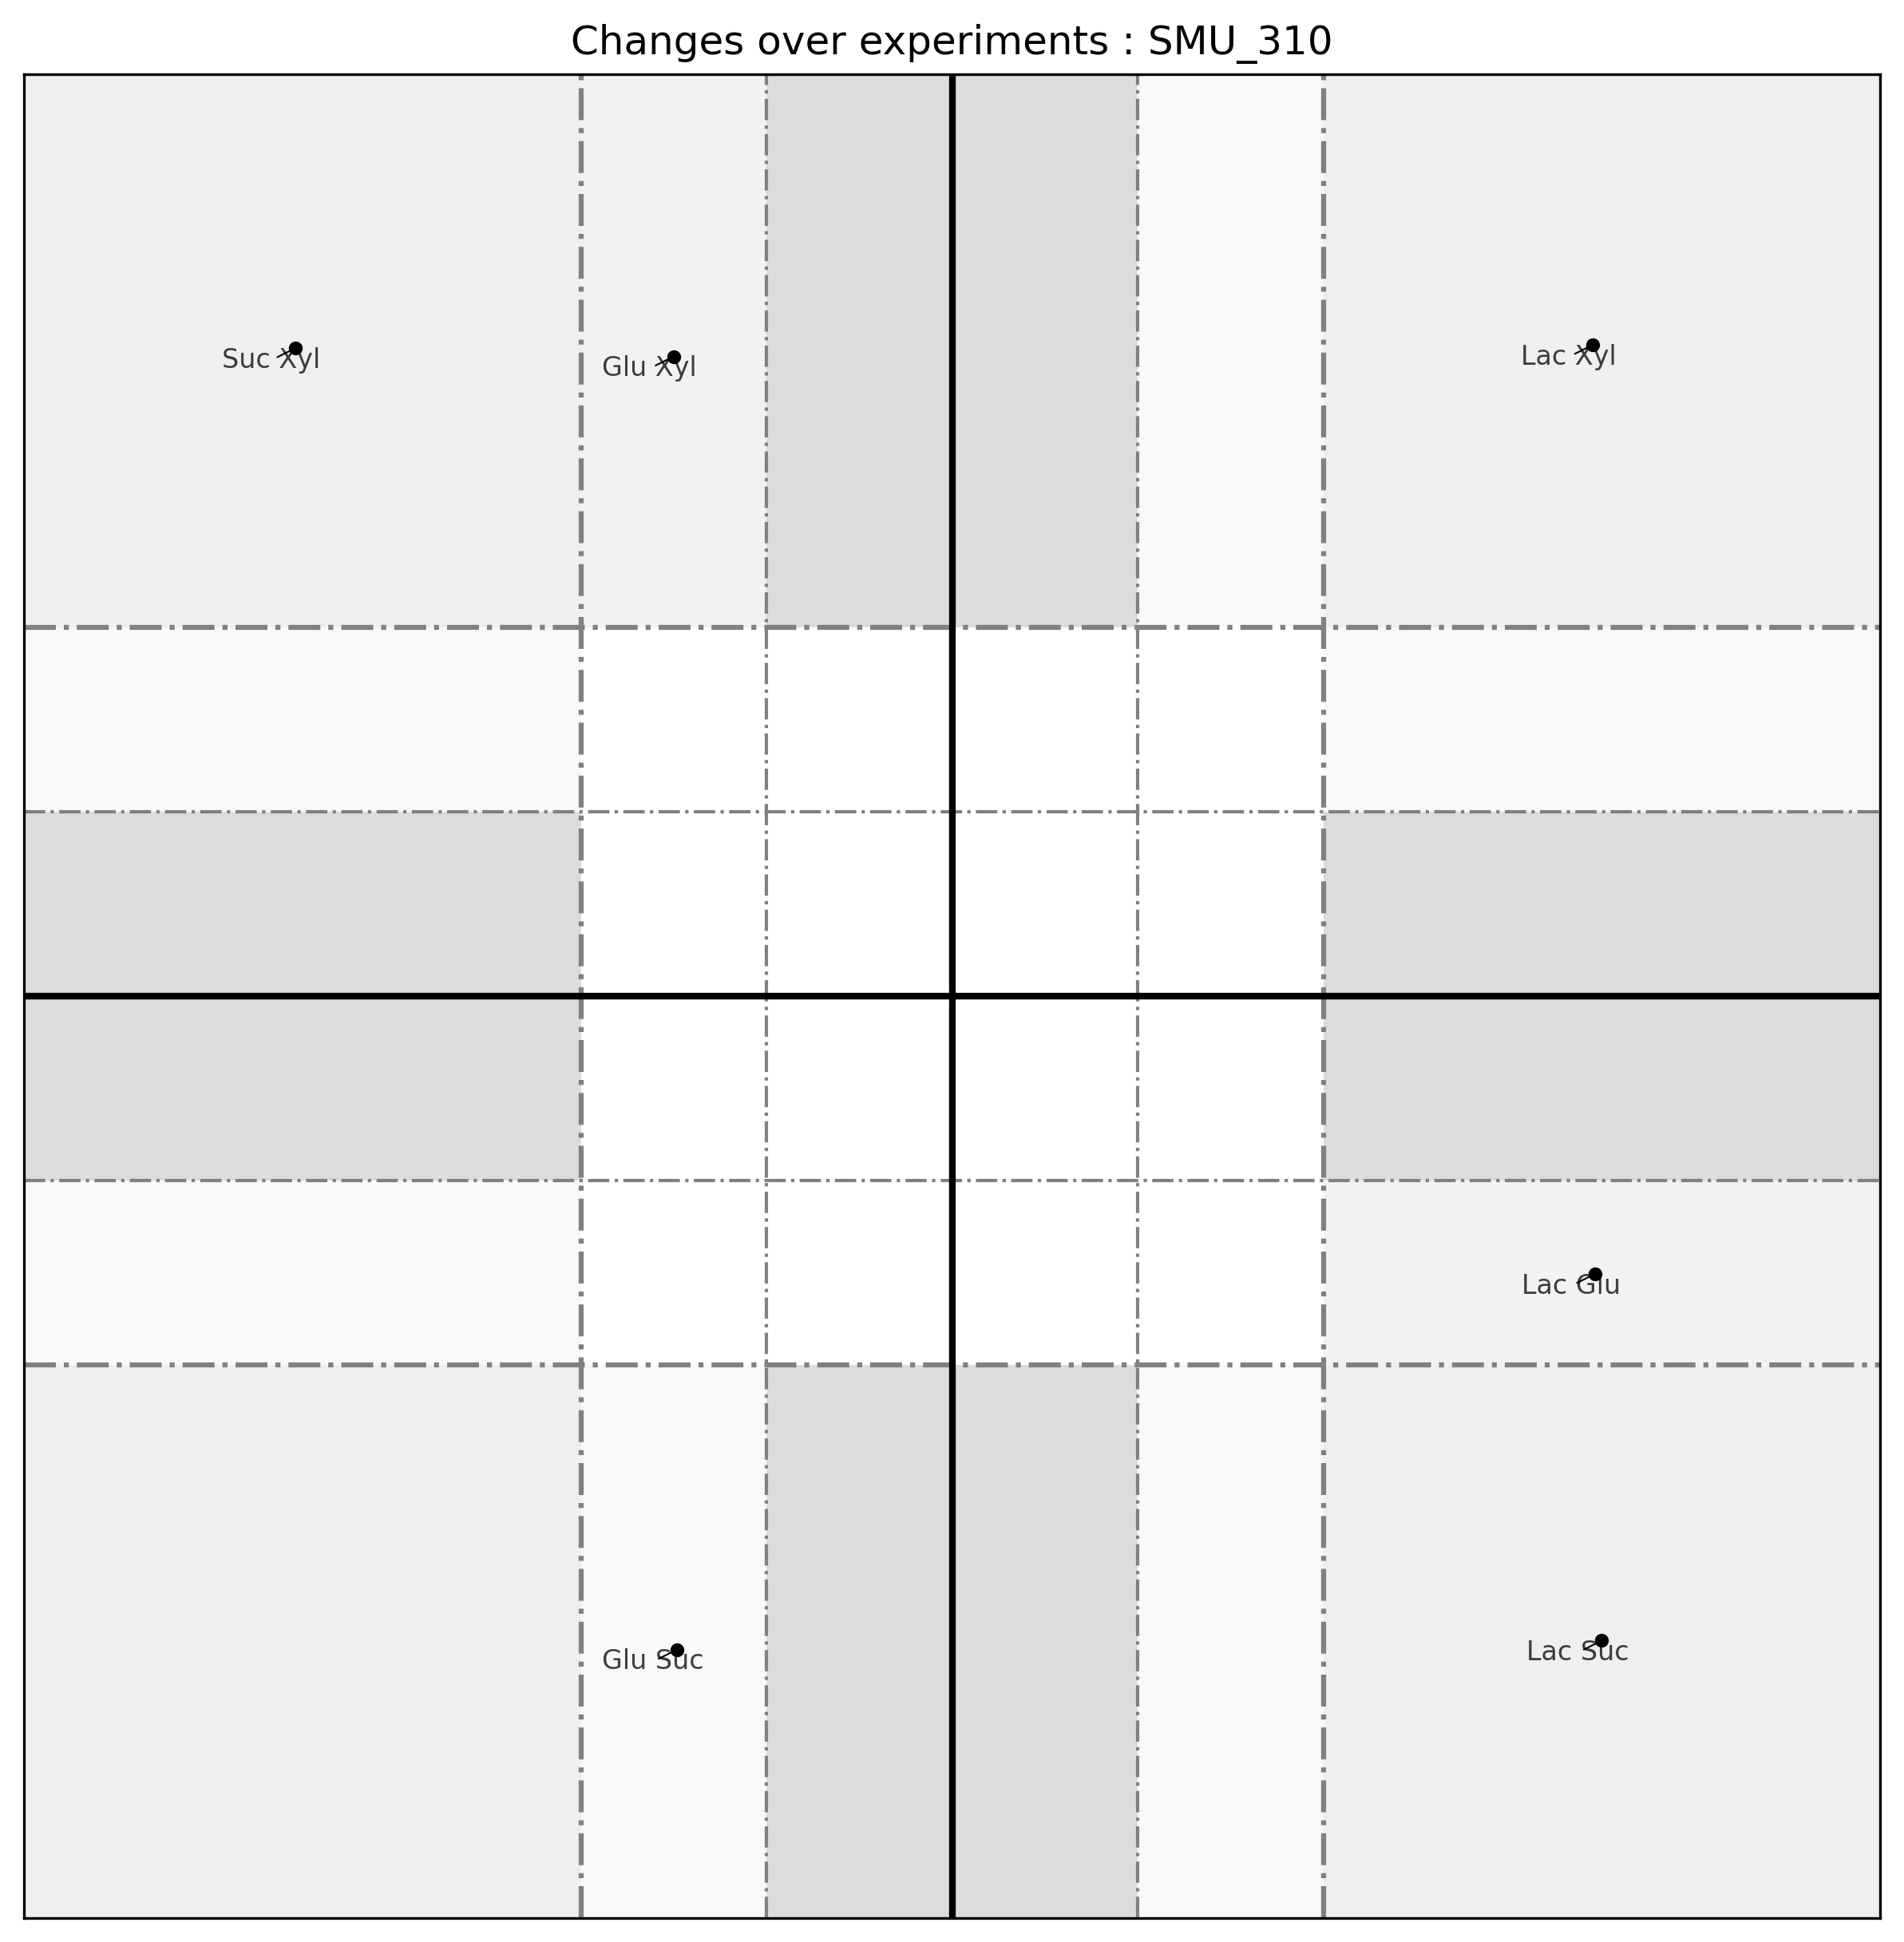 Changes over experiments : SMU_310
Suc Xyl
Glu Xyl
Lac Xyl
Lac Glu
Glu Suc
Lac Suc